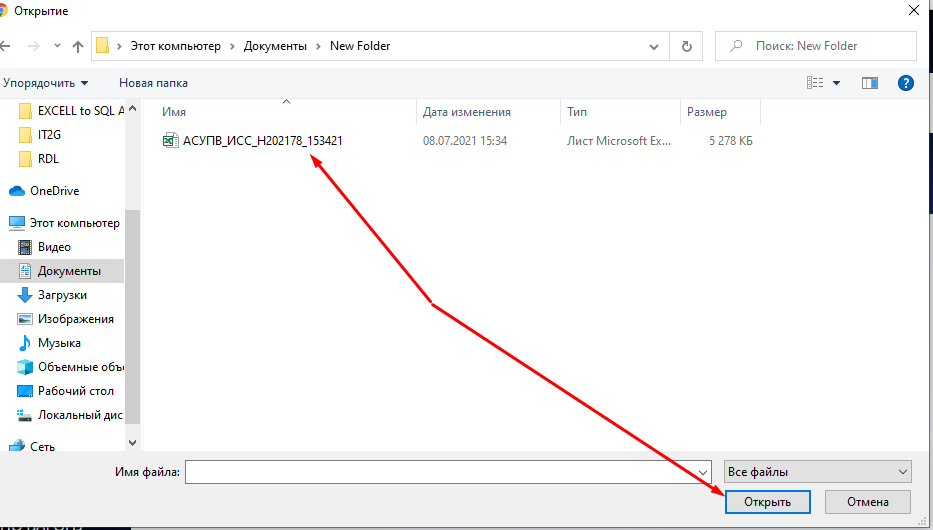 Открытие
Этот компьютер > Документы > New Folder
Поиск: New Folder
Упорядочить
Новая папка
Имя Дата изменения Тип Размер
АСУПВ_ИСС_Н202178_153421 08.07.2021 15:34 Лист Microsoft Ex... 5 278 КБ
EXCELL to SQL A
IT2G
RDL
OneDrive
Этот компьютер
Видео
Документы
Загрузки
Изображения
Музыка
Объемные объ
Рабочий стол
Локальный дис
Сеть
Имя файла:
Все файлы
Открыть
Отмена